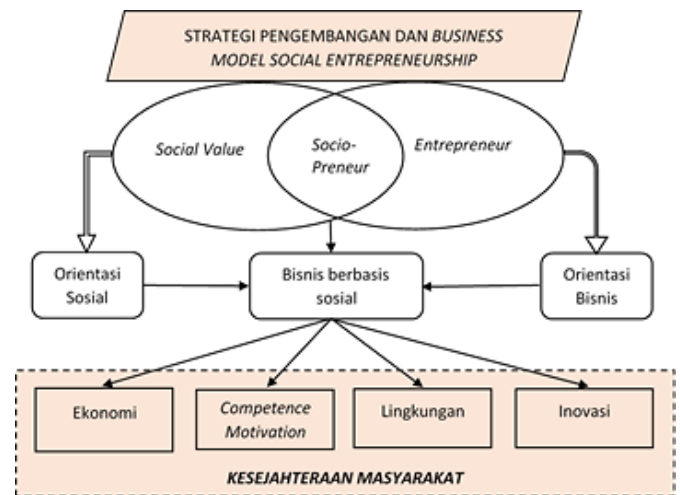 STRATEGI PENGEMBANGAN DAN BUSINESS
MODEL SOCIAL ENTREPRENEURSHIP
Social Value
Socio-
Preneur
Entrepreneur
Orientasi
Sosial
Bisnis berbasis
sosial
Orientasi
Bisnis
Ekonomi
Competence
Motivation
Lingkungan
Inovasi
KESEJAHTERAAN MASYARAKAT